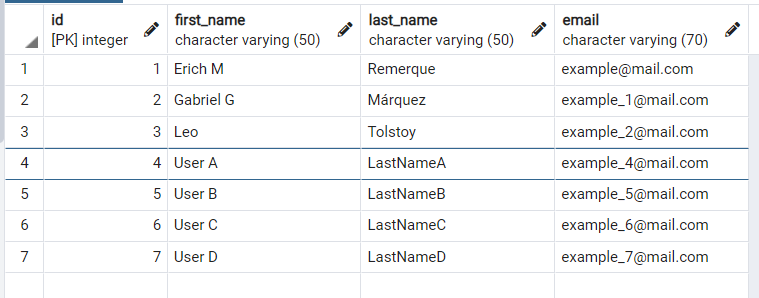 id first_name last_name email
[PK] integer character varying (50) character varying (50) character varying (70)
1 1 Erich M Remerque example@mail.com
2 2 Gabriel G Márquez example_1@mail.com
3 3 Leo Tolstoy example_2@mail.com
4 4 User A LastNameA example_4@mail.com
5 5 User B LastNameB example_5@mail.com
6 6 User C LastNameC example_6@mail.com
7 7 User D LastNameD example_7@mail.com